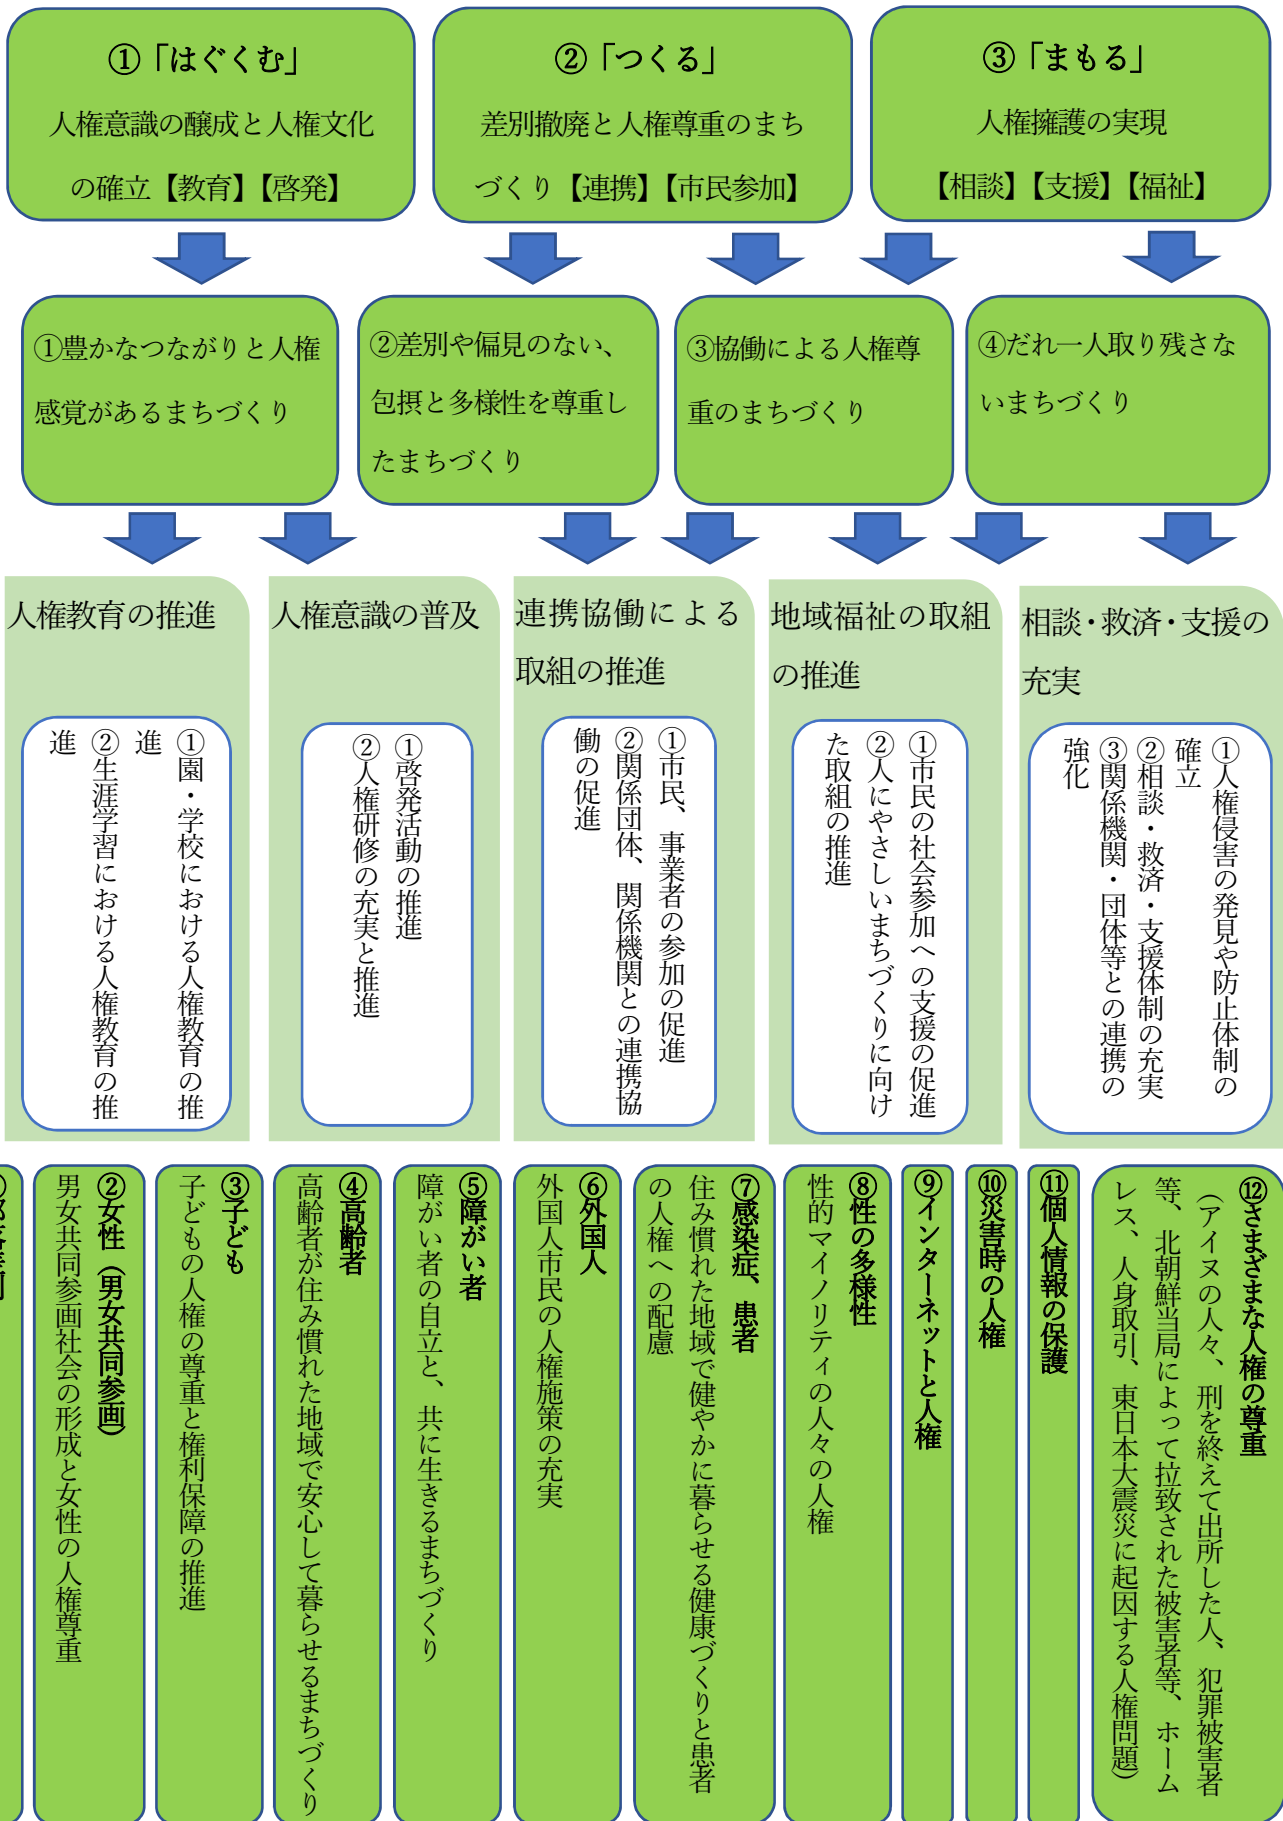 ①「はぐくむ」
人権意識の醸成と人権文化
の確立【教育】【啓発】
②「つくる」
差別撤廃と人権尊重のまち
づくり【連携】【市民参加】
③「まもる」
人権擁護の実現
【相談】【支援】【福祉】
①豊かなつながりと人権
感覚があるまちづくり
②差別や偏見のない、
包摂と多様性を尊重し
たまちづくり
③協働による人権尊
重のまちづくり
④だれ一人取り残さな
いまちづくり
人権教育の推進
①園・学校における人権教育の推
進
②生涯学習における人権教育の推
進
人権意識の普及
①啓発活動の推進
②人権研修の充実と推進
連携協働による
取組の推進
①市民、事業者の参加の促進
②関係団体、関係機関との連携協
働の促進
地域福祉の取組
の推進
①市民の社会参加への支援の促進
②人にやさしいまちづくりに向け
た取組の推進
相談・救済・支援の
充実
①人権侵害の発見や防止体制の
確立
②相談・救済・支援体制の充実
③関係機関・団体等との連携の
強化
⑫さまざまな人権の尊重
（アイヌの人々、刑を終えて出所した人、犯罪被害者
等、北朝鮮当局によって拉致された被害者等、ホーム
レス、人身取引、東日本大震災に起因する人権問題）
⑪個人情報の保護
⑩災害時の人権
⑨インターネットと人権
⑧性の多様性
性的マイノリティの人々の人権
⑦感染症、患者
住み慣れた地域で健やかに暮らせる健康づくりと患者
の人権への配慮
⑥外国人
外国人市民の人権施策の充実
⑤障がい者
障がい者の自立と、共に生きるまちづくり
④高齢者
高齢者が住み慣れた地域で安心して暮らせるまちづくり
③子ども
子どもの人権の尊重と権利保障の推進
②女性（男女共同参画）
男女共同参画社会の形成と女性の人権尊重